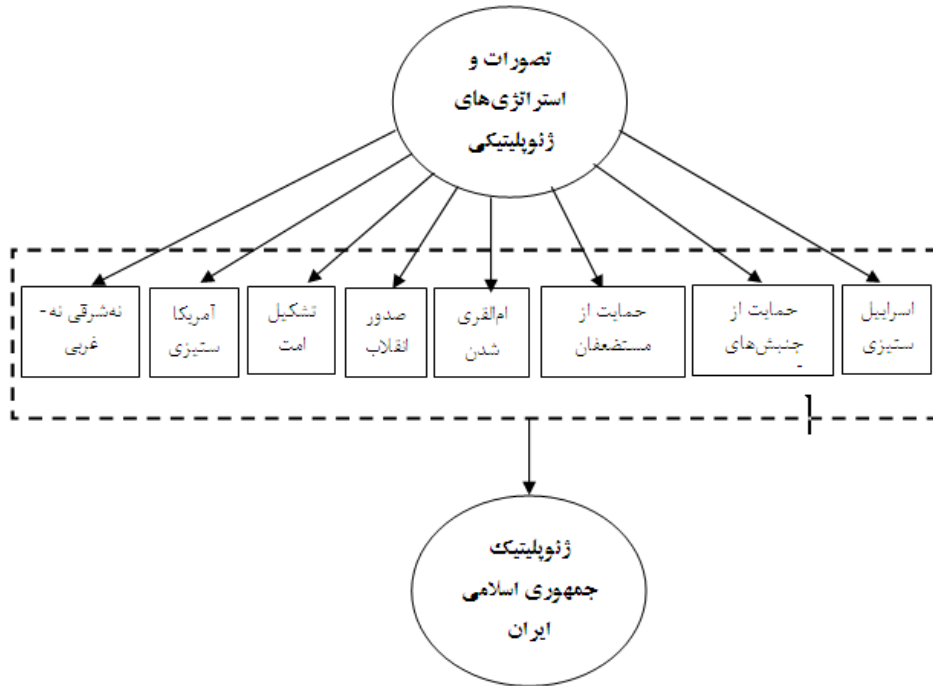 تصورات و
استراتژی‌های
ژئوپلیتیکی
اسراییل
ستیزی
حمایت از
جنبش‌های
حمایت از
مستضعفان
ام‌القری
شدن
صدور
انقلاب
تشکیل
امت
آمریکا
ستیزی
نه‌شرقی نه-
غربی
ژئوپلیتیک
جمهوری اسلامی
ایران